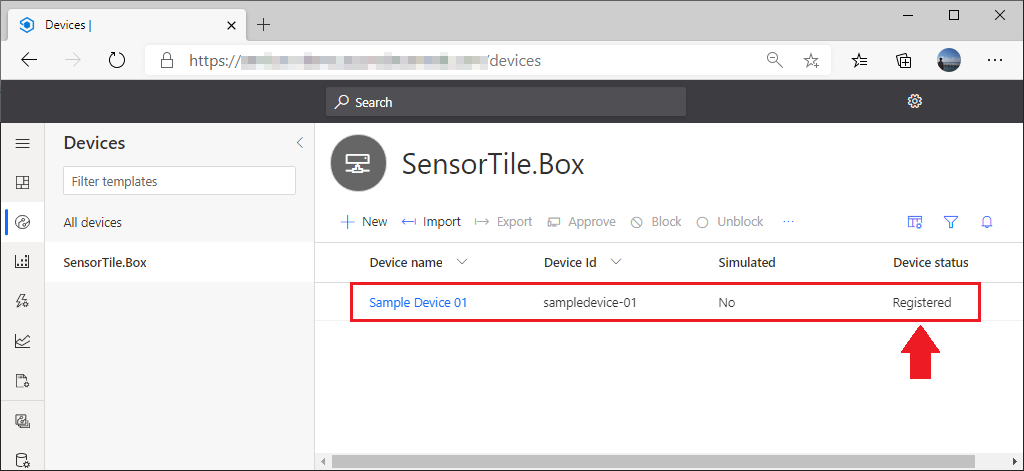 Devices |
https:// /devices
Search
Devices
Filter templates
All devices
SensorTile.Box
SensorTile.Box
New Import Export Approve Block Unblock ...
Device name Device Id Simulated Device status
Sample Device 01 sampledevice-01 No Registered